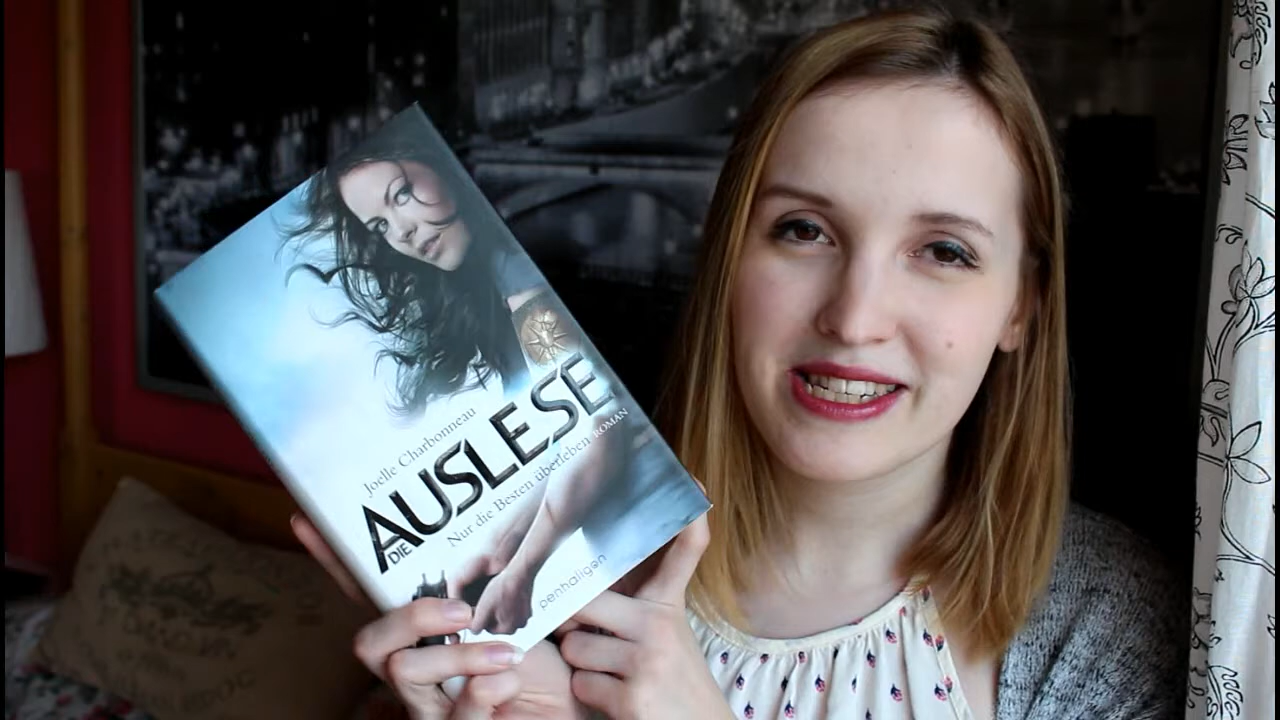 Joelle Charbonneau
DIE AUSLESE
Nur die Besten überleben ROMAN
penhaligon